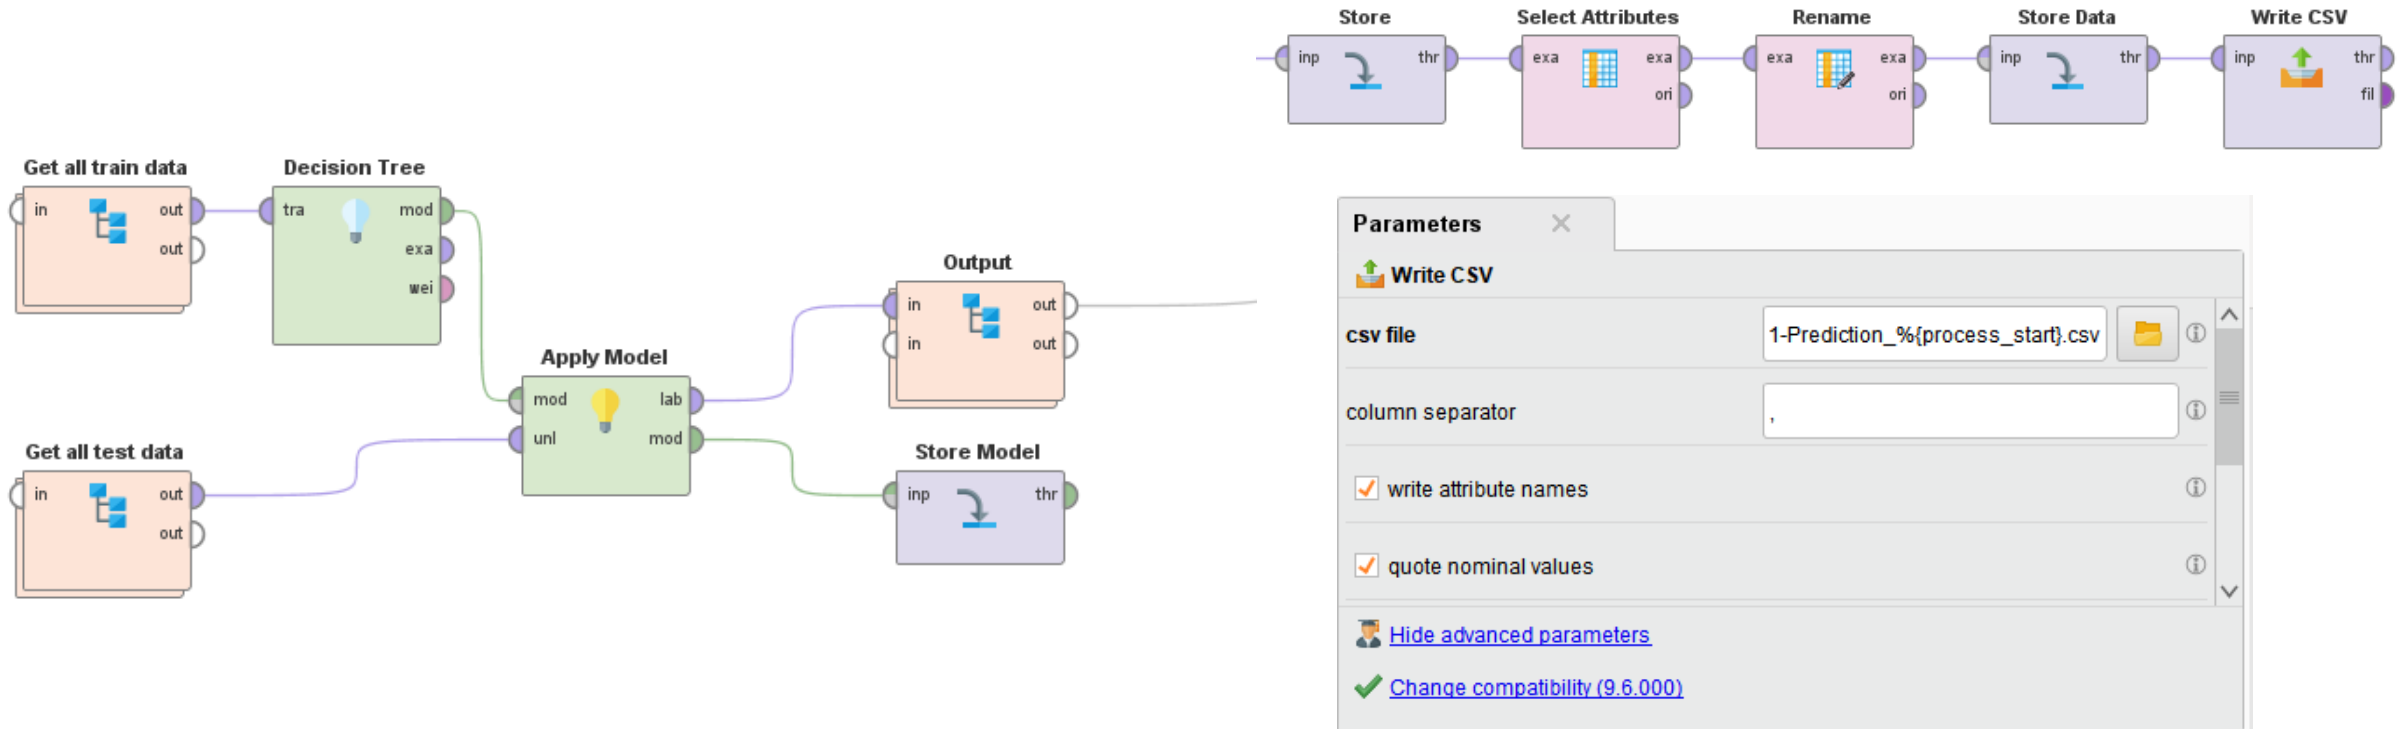 Store
inp
thr
Select Attributes
exa
exa
ori
Rename
exa
exa
ori
Store Data
inp
thr
Write CSV
inp
thr
fil
Get all train data
in
out
out
Decision Tree
tra
mod
exa
wei
Output
in
out
in
out
Apply Model
mod
lab
unl
mod
Get all test data
in
out
out
Store Model
inp
thr
Parameters
Write CSV
csv file
1-Prediction_%{process_start}.csv
column separator
,
write attribute names
quote nominal values
Hide advanced parameters
Change compatibility (9.6.000)